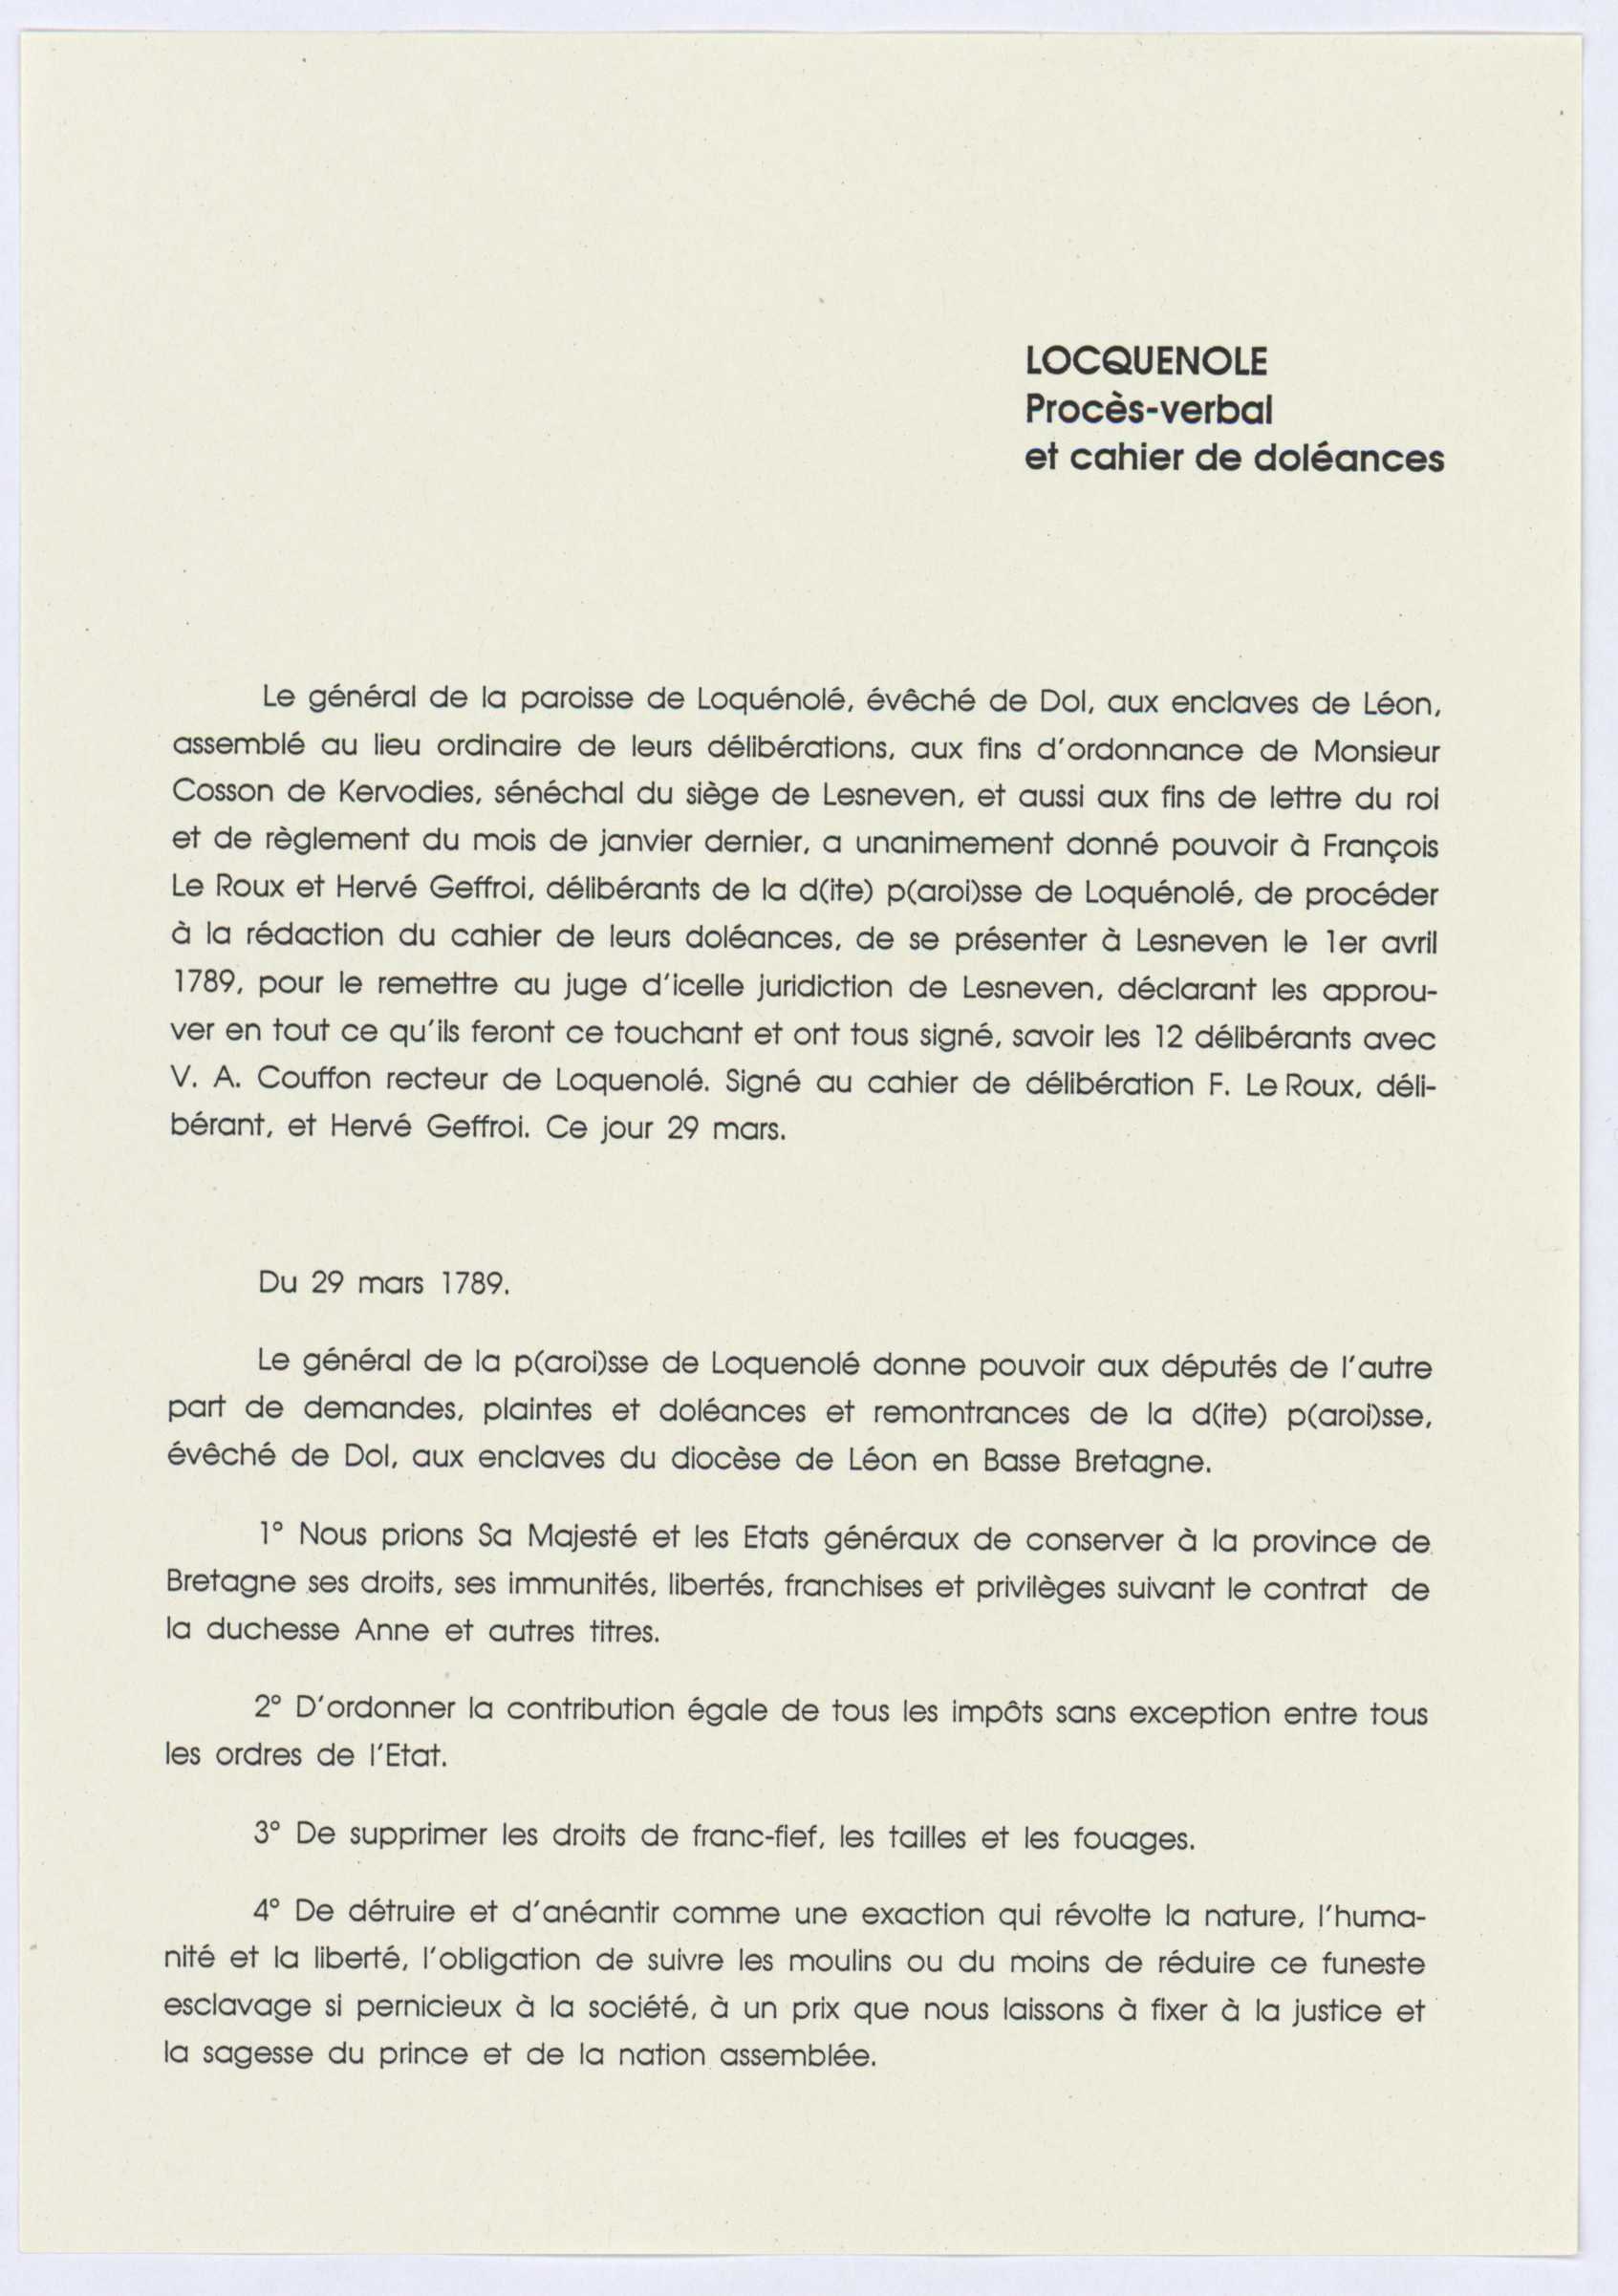 LOCQUENOLE
Procès-verbal
et cahier de doléances
Le général de la paroisse de Loquénolé, évêché de Dol, aux enclaves de Léon,
assemblé au lieu ordinaire de leurs délibérations, aux fins d'ordonnance de Monsieur
Cosson de Kervodies, sénéchal du siège de Lesneven, et aussi aux fins de lettre du roi
et de règlement du mois de janvier dernier, a unanimement donné pouvoir à François
Le Roux et Hervé Geffroi, délibérants de la d(ite) p(aroi)sse de Loquénolé, de procéder
à la rédaction du cahier de leurs doléances, de se présenter à Lesneven le 1er avril
1789, pour le remettre au juge d'icelle juridiction de Lesneven, déclarant les approu-
ver en tout ce qu'ils feront ce touchant et ont tous signé, savoir les 12 délibérants avec
V. A. Couffon recteur de Loquenolé. Signé au cahier de délibération F. Le Roux, déli-
bérant, et Hervé Geffroi. Ce jour 29 mars.
Du 29 mars 1789.
Le général de la p(aroi)sse de Loquenolé donne pouvoir aux députés de l'autre
part de demandes, plaintes et doléances et remontrances de la d(ite) p(aroi)sse,
évêché de Dol, aux enclaves du diocèse de Léon en Basse Bretagne.
1° Nous prions Sa Majesté et les Etats généraux de conserver à la province de
Bretagne ses droits, ses immunités, libertés, franchises et privilèges suivant le contrat de
la duchesse Anne et autres titres.
2° D'ordonner la contribution égale de tous les impôts sans exception entre tous
les ordres de l'Etat.
3° De supprimer les droits de franc-fief, les tailles et les fouages.
4° De détruire et d'anéantir comme une exaction qui révolte la nature, l'huma-
nité et la liberté, l'obligation de suivre les moulins ou du moins de réduire ce funeste
esclavage si pernicieux à la société, à un prix que nous laissons à fixer à la justice et
la sagesse du prince et de la nation assemblée.